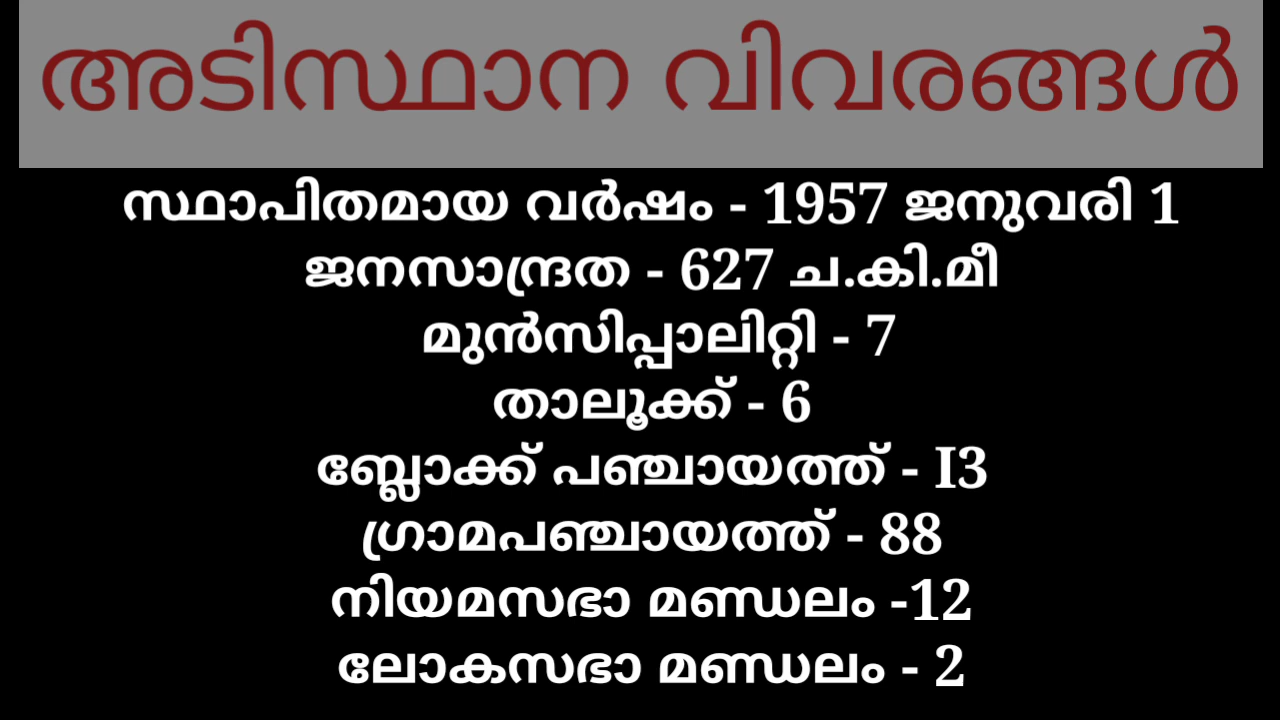 അടിസ്ഥാന വിവരങ്ങൾ
സ്ഥാപിതമായ വർഷം - 1957 ജനുവരി 1
ജനസാന്ദ്രത - 627 ച.കി.മീ
മുൻസിപ്പാലിറ്റി - 7
താലൂക്ക് - 6
ബ്ലോക്ക് പഞ്ചായത്ത് - I3
ഗ്രാമപഞ്ചായത്ത് - 88
നിയമസഭാ മണ്ഡലം -12
ലോകസഭാ മണ്ഡലം - 2